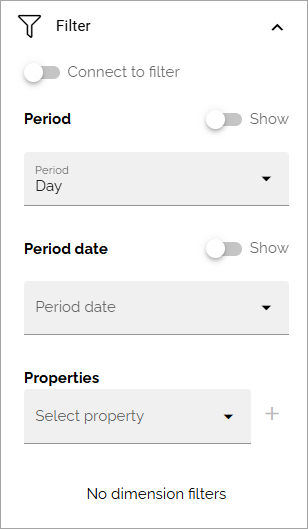 Filter
Connect to filter
Period Show
Period
Day
Period date Show
Period date
Properties
Select property
No dimension filters